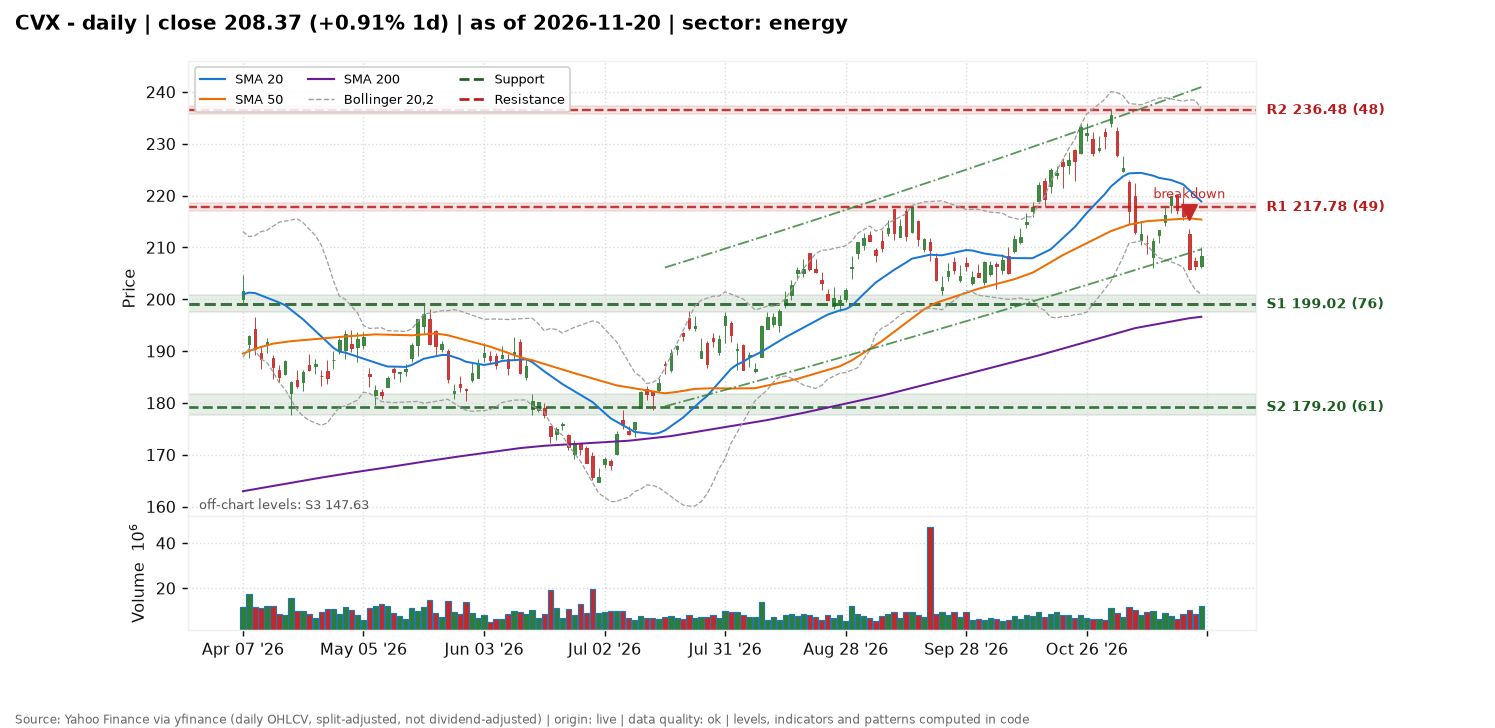 CVX - daily | close 208.37 (+0.91% 1d) | as of 2026-11-20 | sector: energy
SMA 20
SMA 50
SMA 200
Bollinger 20,2
Support
Resistance
Price
240
230
220
210
200
190
180
170
160
R2 236.48 (48)
breakdown
R1 217.78 (49)
S1 199.02 (76)
S2 179.20 (61)
off-chart levels: S3 147.63
Volume 10⁶
40
20
Apr 07 '26
May 05 '26
Jun 03 '26
Jul 02 '26
Jul 31 '26
Aug 28 '26
Sep 28 '26
Oct 26 '26
Source: Yahoo Finance via yfinance (daily OHLCV, split-adjusted, not dividend-adjusted) | origin: live | data quality: ok | levels, indicators and patterns computed in code